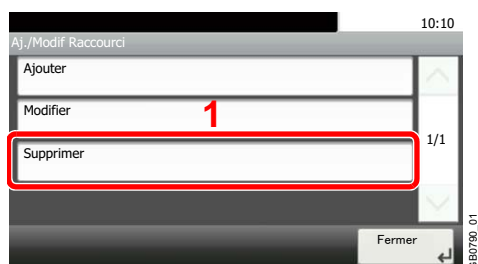 10:10
Aj./Modif Raccourci
Ajouter
Modifier
1
1/1
Supprimer
Fermer
GB0790_01